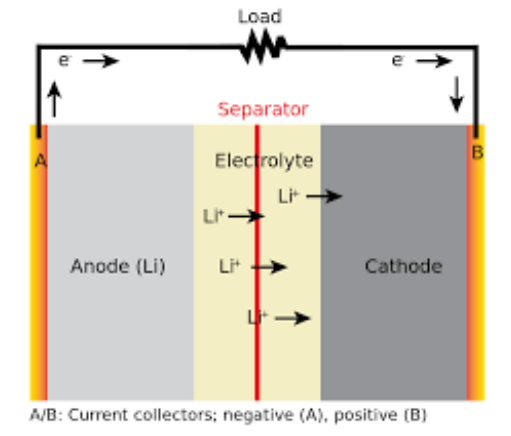 Load
e- e-
Separator
A B
Electrolyte
Li+
Li+
Anode (Li) Li+ Cathode
Li+
A/B: Current collectors; negative (A), positive (B)